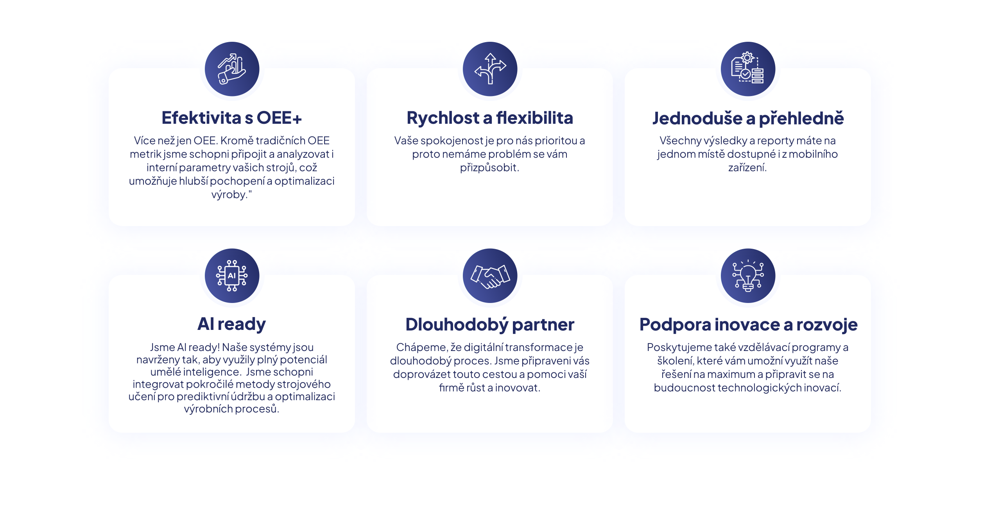 Efektivita s OEE+
Více než jen OEE. Kromě tradičních OEE
metrik jsme schopni připojit a analyzovat i
interní parametry vašich strojů, což
umožňuje hlubší pochopení a optimalizaci
výroby."
Rychlost a flexibilita
Vaše spokojenost je pro nás prioritou a
proto nemáme problém se vám
přizpůsobit.
Jednoduše a přehledně
Všechny výsledky a reporty máte na
jednom místě dostupné i z mobilního
zařízení.
AI
AI ready
Jsme AI ready! Naše systémy jsou
navrženy tak, aby využily plný potenciál
umělé inteligence.  Jsme schopni
integrovat pokročilé metody strojového
učení pro prediktivní údržbu a optimalizaci
výrobních procesů.
Dlouhodobý partner
Chápeme, že digitální transformace je
dlouhodobý proces. Jsme připraveni vás
doprovázet touto cestou a pomoci vaší
firmě růst a inovovat.
Podpora inovace a rozvoje
Poskytujeme také vzdělávací programy a
školení, které vám umožní využít naše
řešení na maximum a připravit se na
budoucnost technologických inovací.